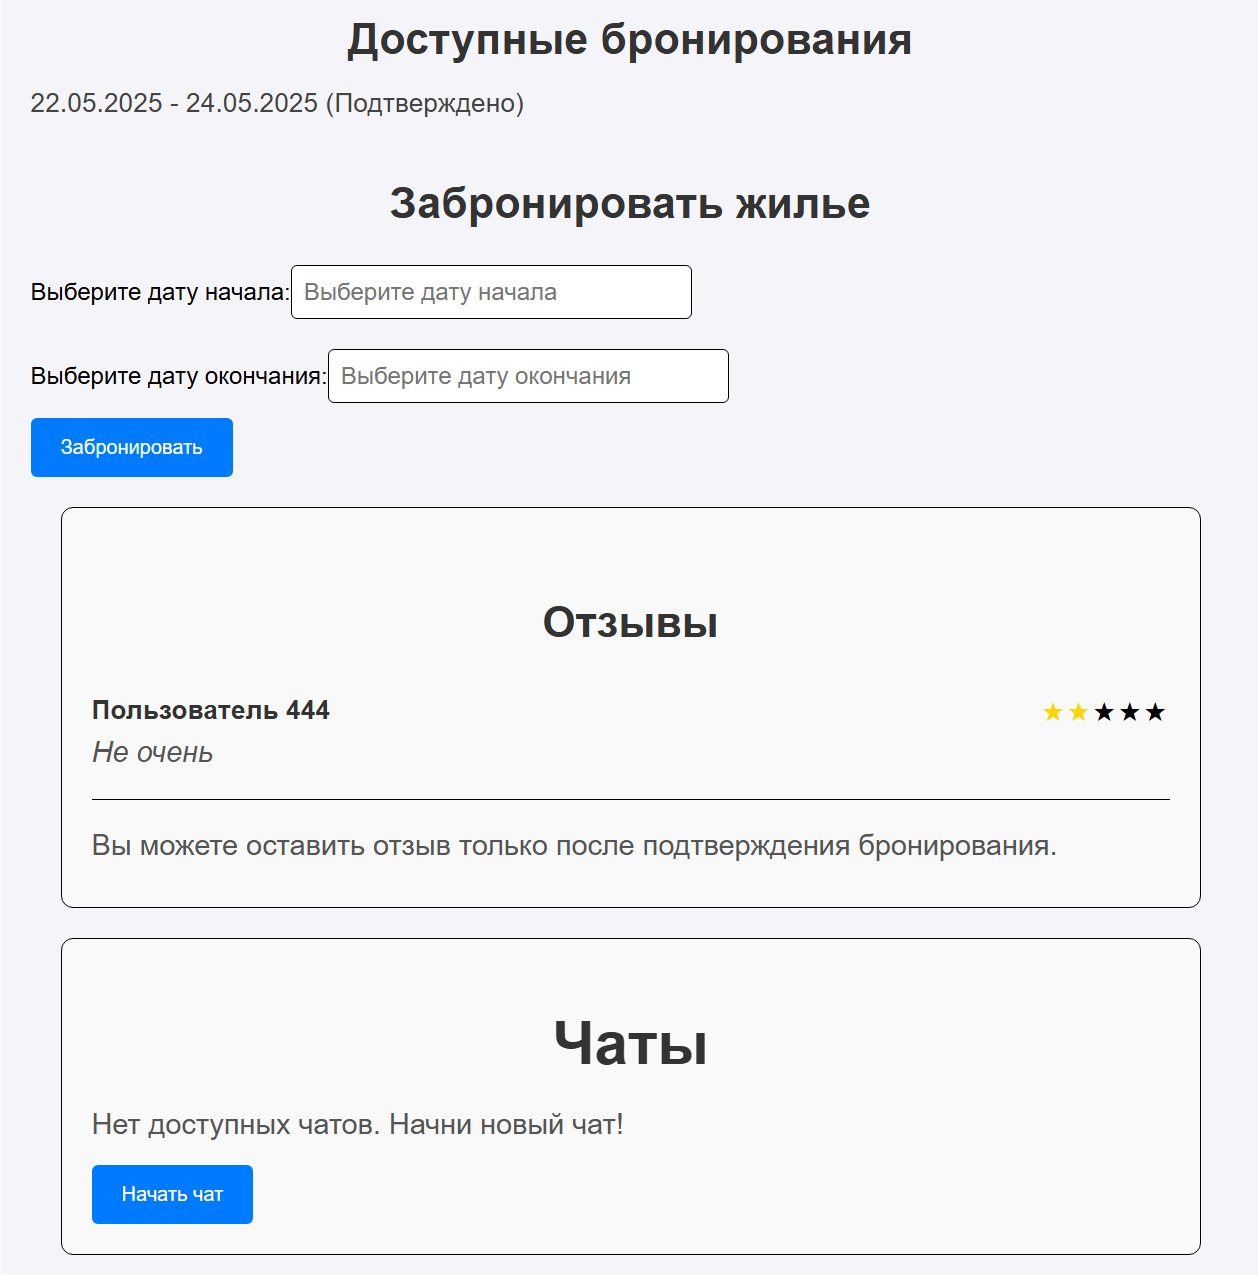 Доступные бронирования
22.05.2025 - 24.05.2025 (Подтверждено)
Забронировать жилье
Выберите дату начала: Выберите дату начала
Выберите дату окончания: Выберите дату окончания
Забронировать
Отзывы
Пользователь 444 ★★★★★
Не очень
Вы можете оставить отзыв только после подтверждения бронирования.
Чаты
Нет доступных чатов. Начни новый чат!
Начать чат